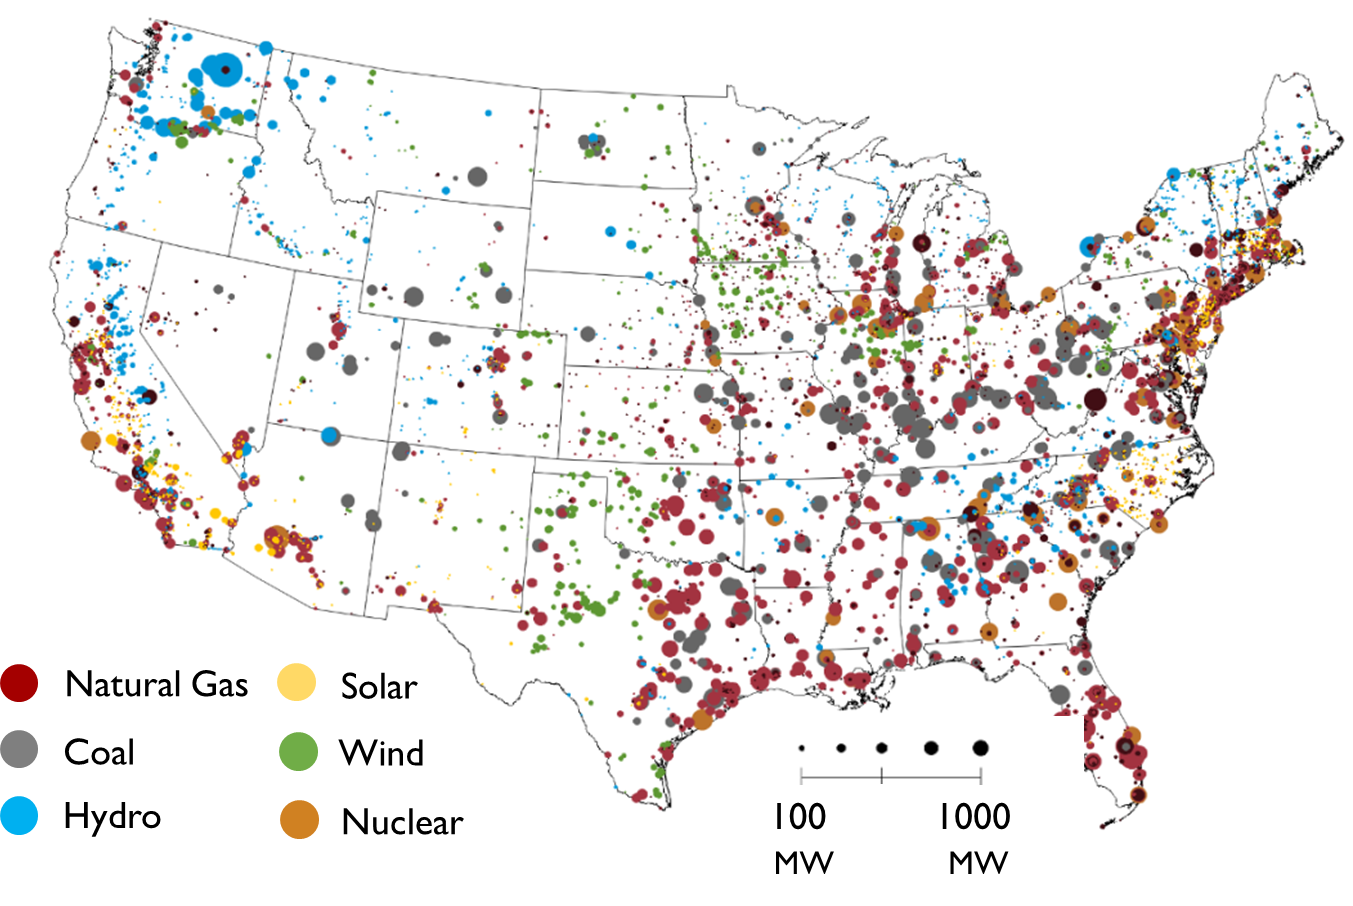 Natural Gas
Solar
Coal
Wind
Hydro
Nuclear
100
1000
MW
MW